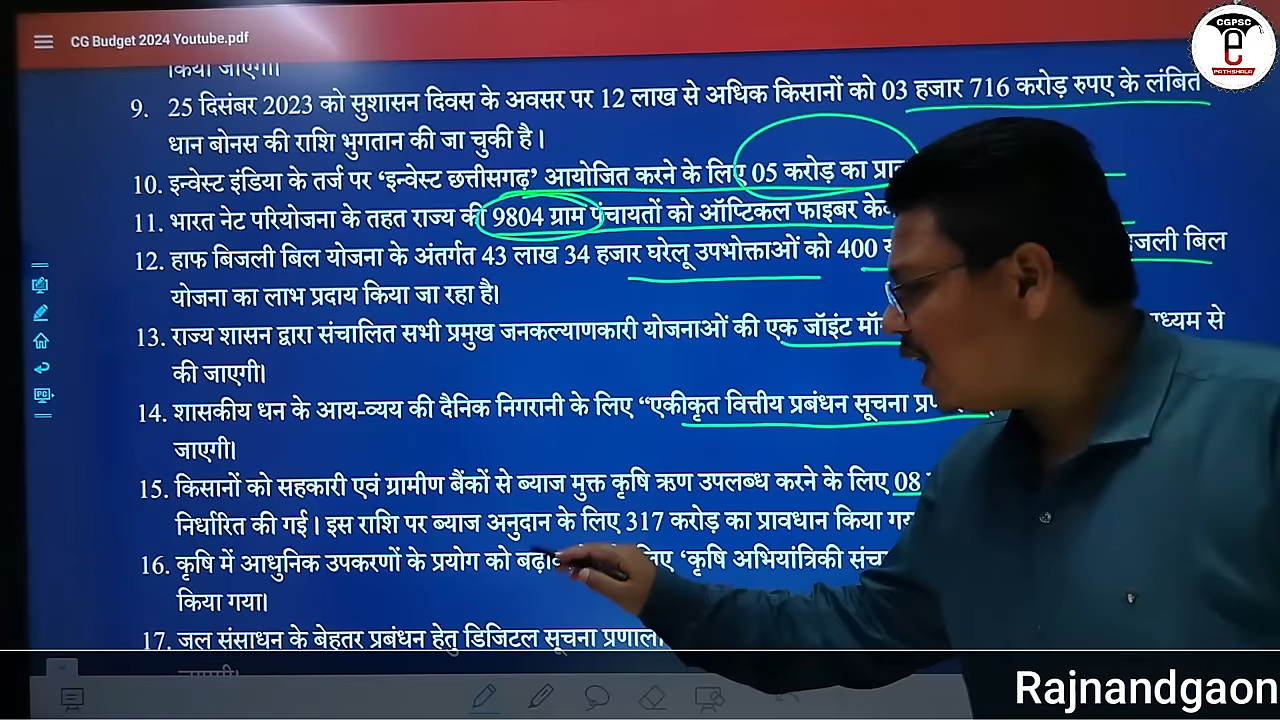 CG Budget 2024 Youtube.pdf
CGPSC
e
PATHSHALA
किया जाएगा।
9. 25 दिसंबर 2023 को सुशासन दिवस के अवसर पर 12 लाख से अधिक किसानों को 03 हजार 716 करोड़ रुपए के लंबित
धान बोनस की राशि भुगतान की जा चुकी है।
10. इन्वेस्ट इंडिया के तर्ज पर ‘इन्वेस्ट छत्तीसगढ़’ आयोजित करने के लिए 05 करोड़ का
11. भारत नेट परियोजना के तहत राज्य की 9804 ग्राम पंचायतों को ऑप्टिकल फाइबर
12. हाफ बिजली बिल योजना के अंतर्गत 43 लाख 34 हजार घरेलू उपभोक्ताओं को 400 बिल
योजना का लाभ प्रदाय किया जा रहा है।
13. राज्य शासन द्वारा संचालित सभी प्रमुख जनकल्याणकारी योजनाओं की एक जॉइंट से
की जाएगी।
14. शासकीय धन के आय-व्यय की दैनिक निगरानी के लिए “एकीकृत वित्तीय प्रबंधन सूचना
जाएगी।
15. किसानों को सहकारी एवं ग्रामीण बैंकों से ब्याज मुक्त कृषि ऋण उपलब्ध करने के लिए 08
निर्धारित की गई। इस राशि पर ब्याज अनुदान के लिए 317 करोड़ का प्रावधान किया
16. कृषि में आधुनिक उपकरणों के प्रयोग को ‘कृषि अभियांत्रिकी
किया गया।
17. जल संसाधन के बेहतर प्रबंधन हेतु डिजिटल सूचना
Rajnandgaon